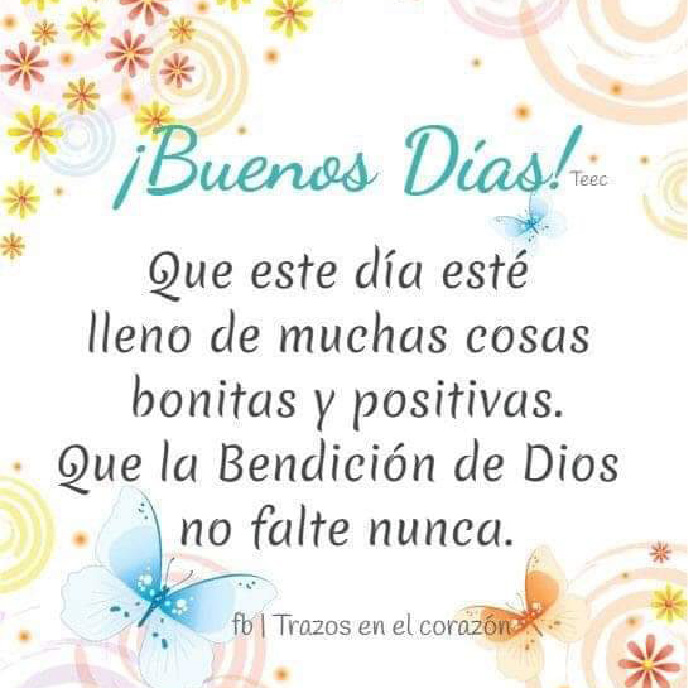 ¡Buenos Días!
Teec
Que este día esté
lleno de muchas cosas
bonitas y positivas.
Que la Bendición de Dios
no falte nunca.
fb | Trazos en el corazón